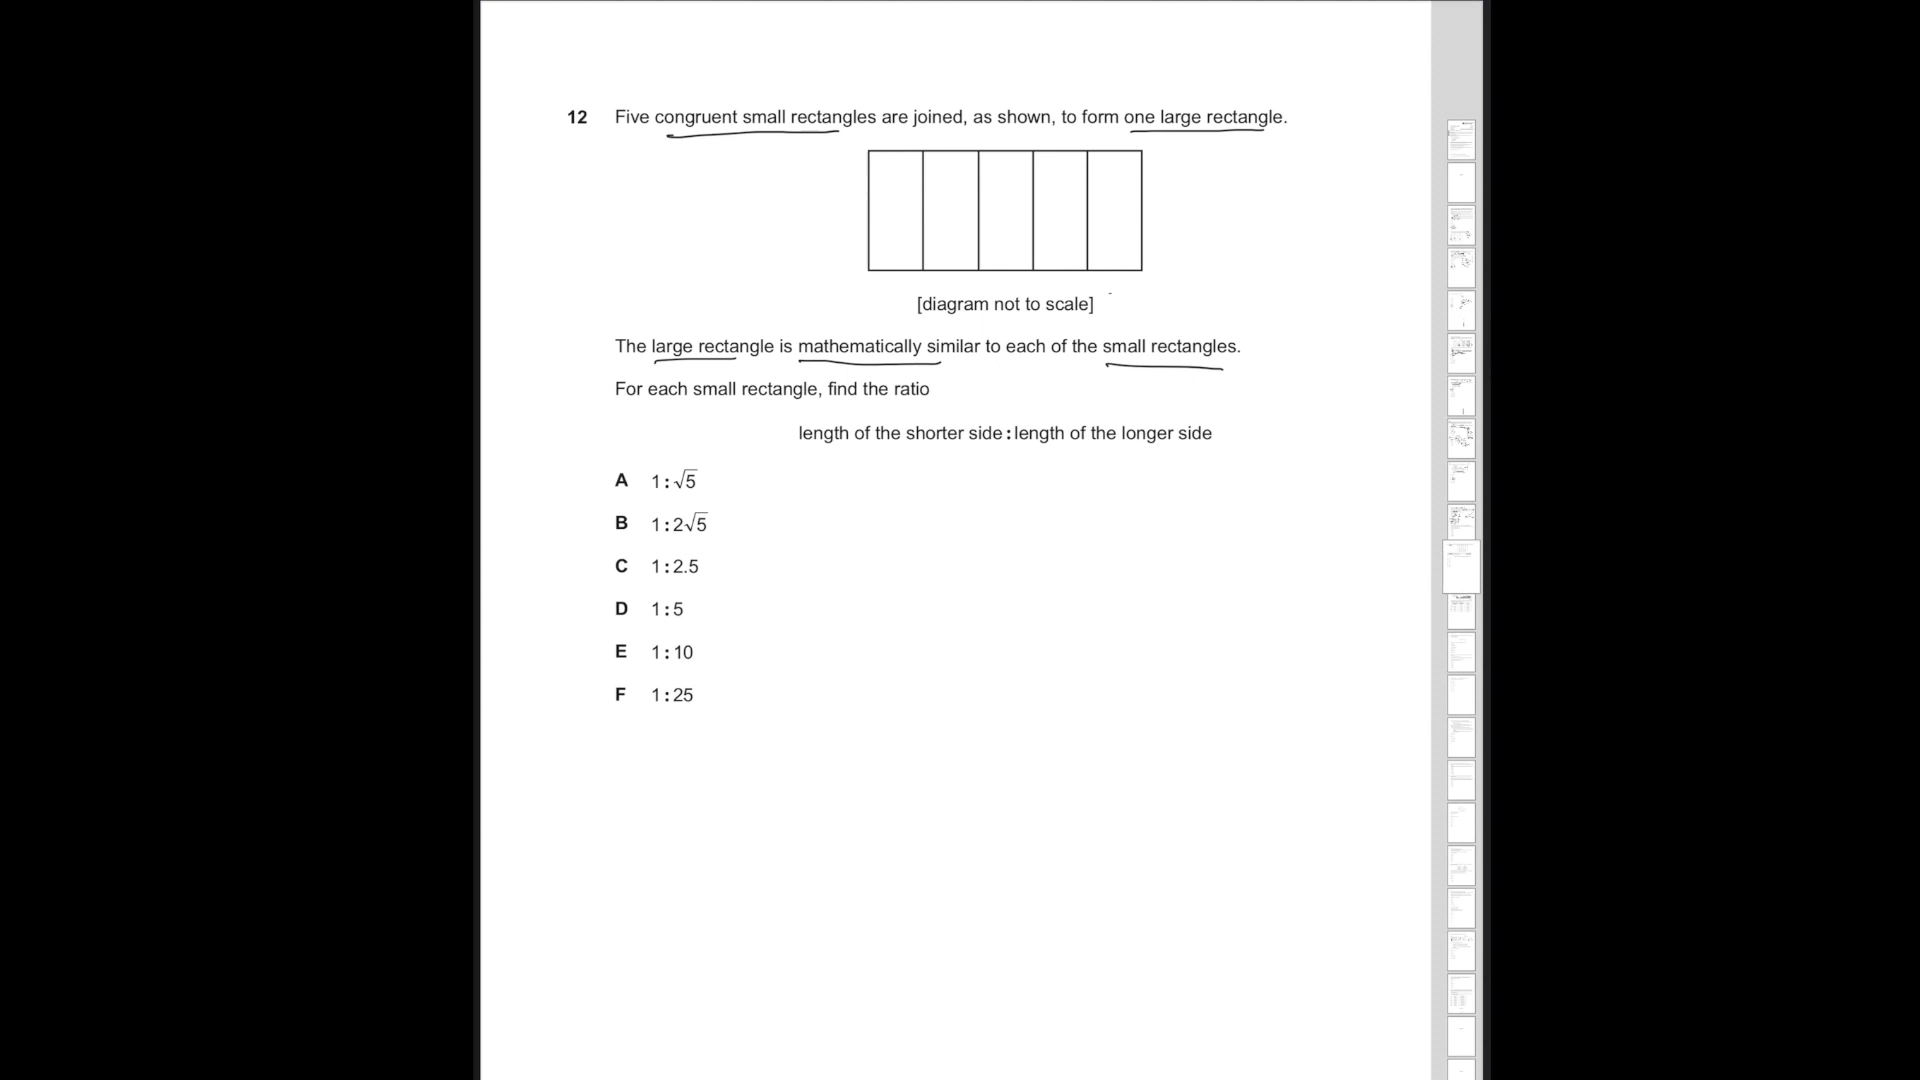 12 Five congruent small rectangles are joined, as shown, to form one large rectangle.
[diagram not to scale]
The large rectangle is mathematically similar to each of the small rectangles.
For each small rectangle, find the ratio
length of the shorter side : length of the longer side
A 1 : √5
B 1 : 2√5
C 1 : 2.5
D 1 : 5
E 1 : 10
F 1 : 25